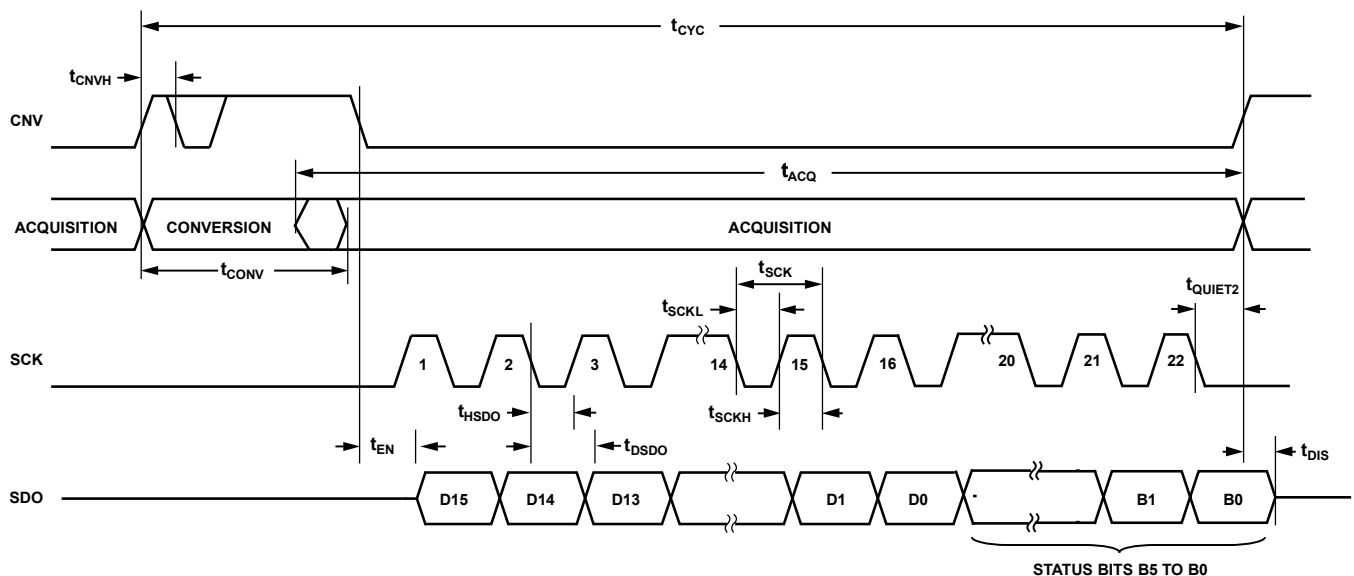 tCYC
tCNVH
CNV
tACQ
ACQUISITION CONVERSION ACQUISITION
tCONV
tSCK
tSCKL
tQUIET2
SCK 1 2 3 14 15 16 20 21 22
tHSDO
tSCKH
tEN
tDSDO
tDIS
SDO D15 D14 D13 D1 D0 B1 B0
STATUS BITS B5 TO B0